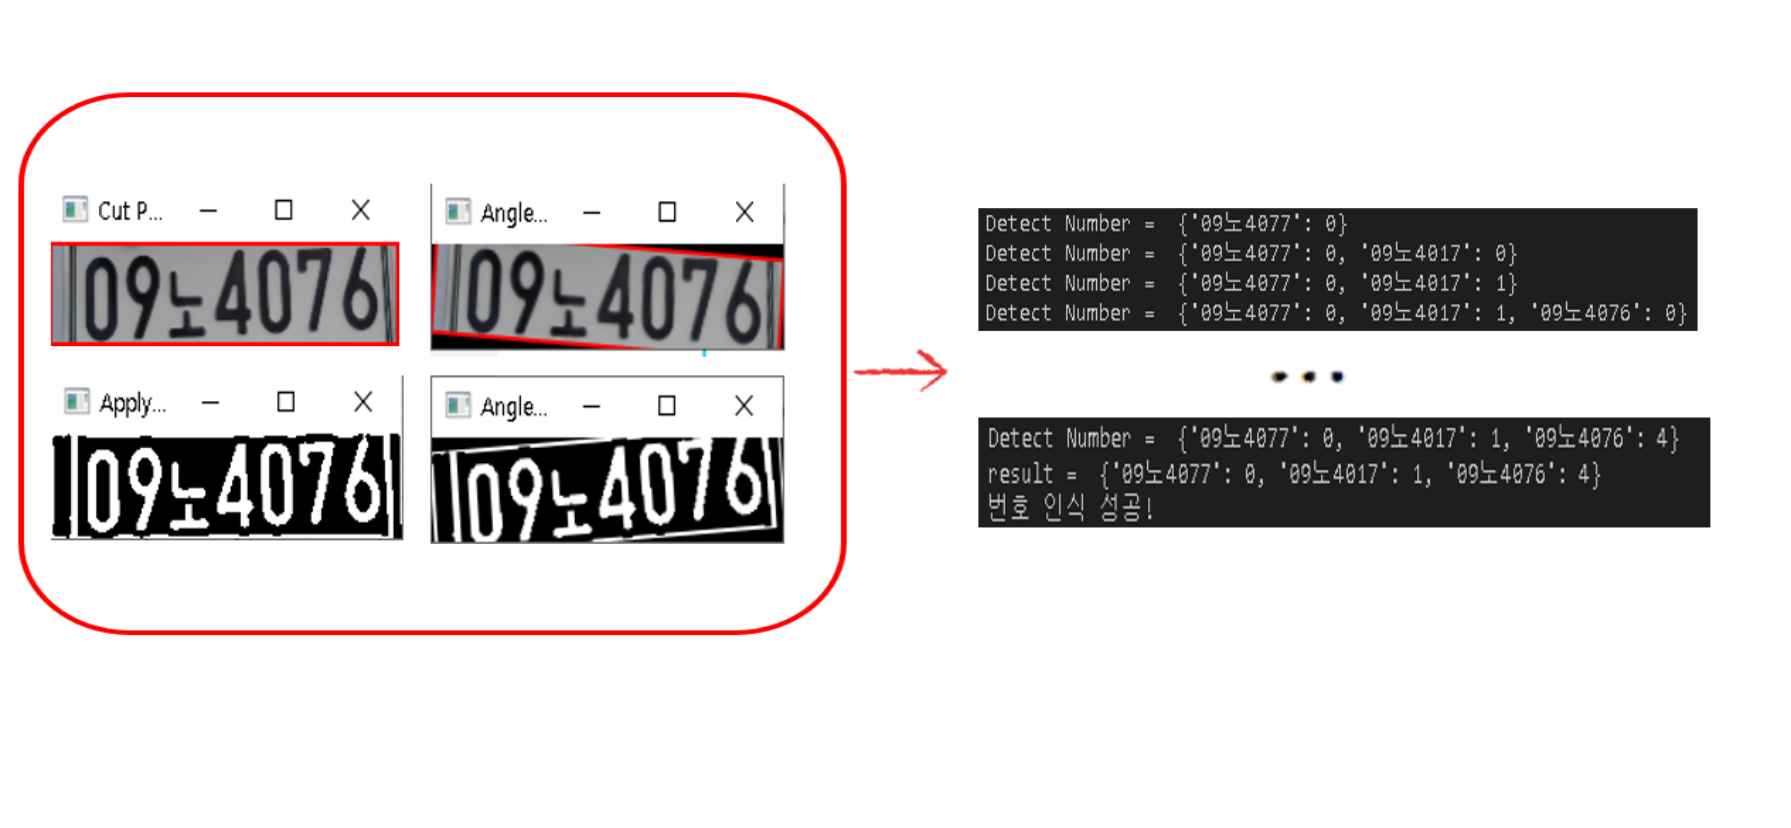 Cut P...
09노4076
Angle...
09노4076
Apply...
09노4076
Angle...
09노4076
Detect Number = {'09노4077': 0}
Detect Number = {'09노4077': 0, '09노4017': 0}
Detect Number = {'09노4077': 0, '09노4017': 1}
Detect Number = {'09노4077': 0, '09노4017': 1, '09노4076': 0}
...
Detect Number = {'09노4077': 0, '09노4017': 1, '09노4076': 4}
result = {'09노4077': 0, '09노4017': 1, '09노4076': 4}
번호 인식 성공!